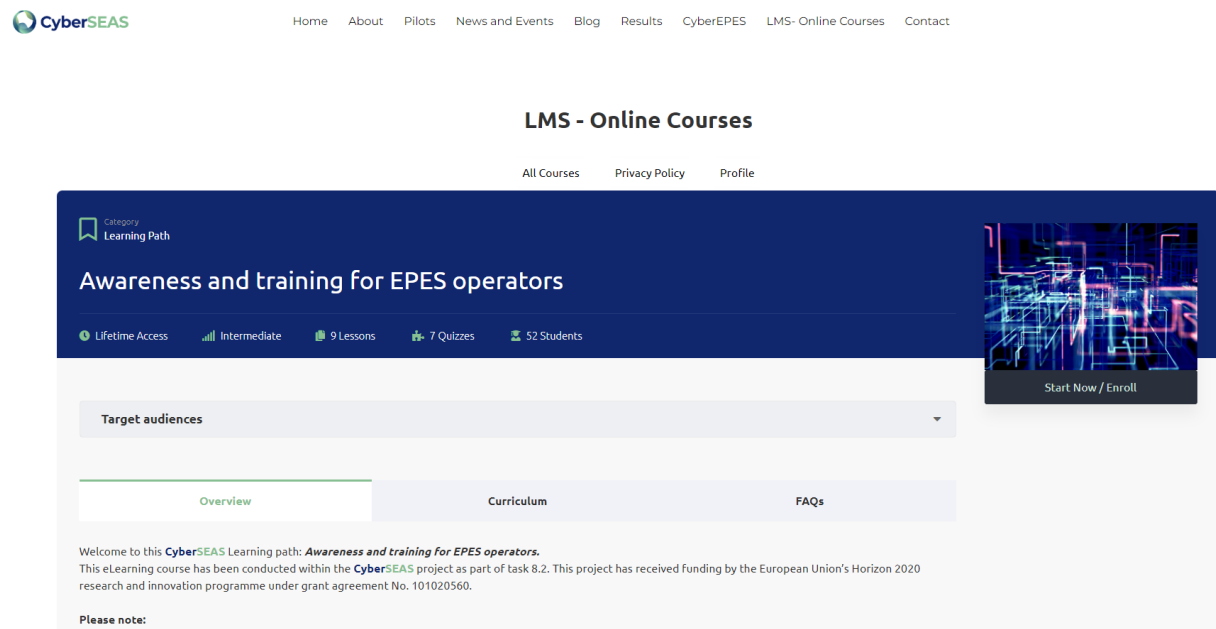 CyberSEAS
Home About Pilots News and Events Blog Results CyberEPES LMS- Online Courses Contact
LMS - Online Courses
All Courses Privacy Policy Profile
Category
Learning Path
Awareness and training for EPES operators
Lifetime Access Intermediate 9 Lessons 7 Quizzes 52 Students
Start Now / Enroll
Target audiences
Overview Curriculum FAQs
Welcome to this CyberSEAS Learning path: Awareness and training for EPES operators.
This eLearning course has been conducted within the CyberSEAS project as part of task 8.2. This project has received funding by the European Union's Horizon 2020
research and innovation programme under grant agreement No. 101020560.
Please note: